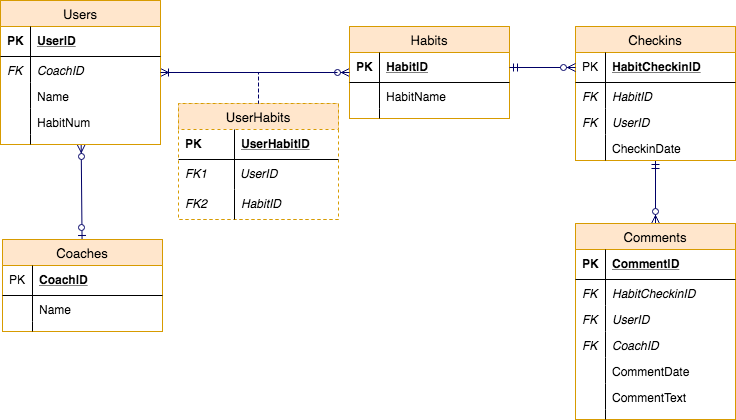 Users
PK UserID
FK CoachID
Name
HabitNum
Habits
PK HabitID
HabitName
Checkins
PK HabitCheckinID
FK HabitID
FK UserID
CheckinDate
UserHabits
PK UserHabitID
FK1 UserID
FK2 HabitID
Coaches
PK CoachID
Name
Comments
PK CommentID
FK HabitCheckinID
FK UserID
FK CoachID
CommentDate
CommentText